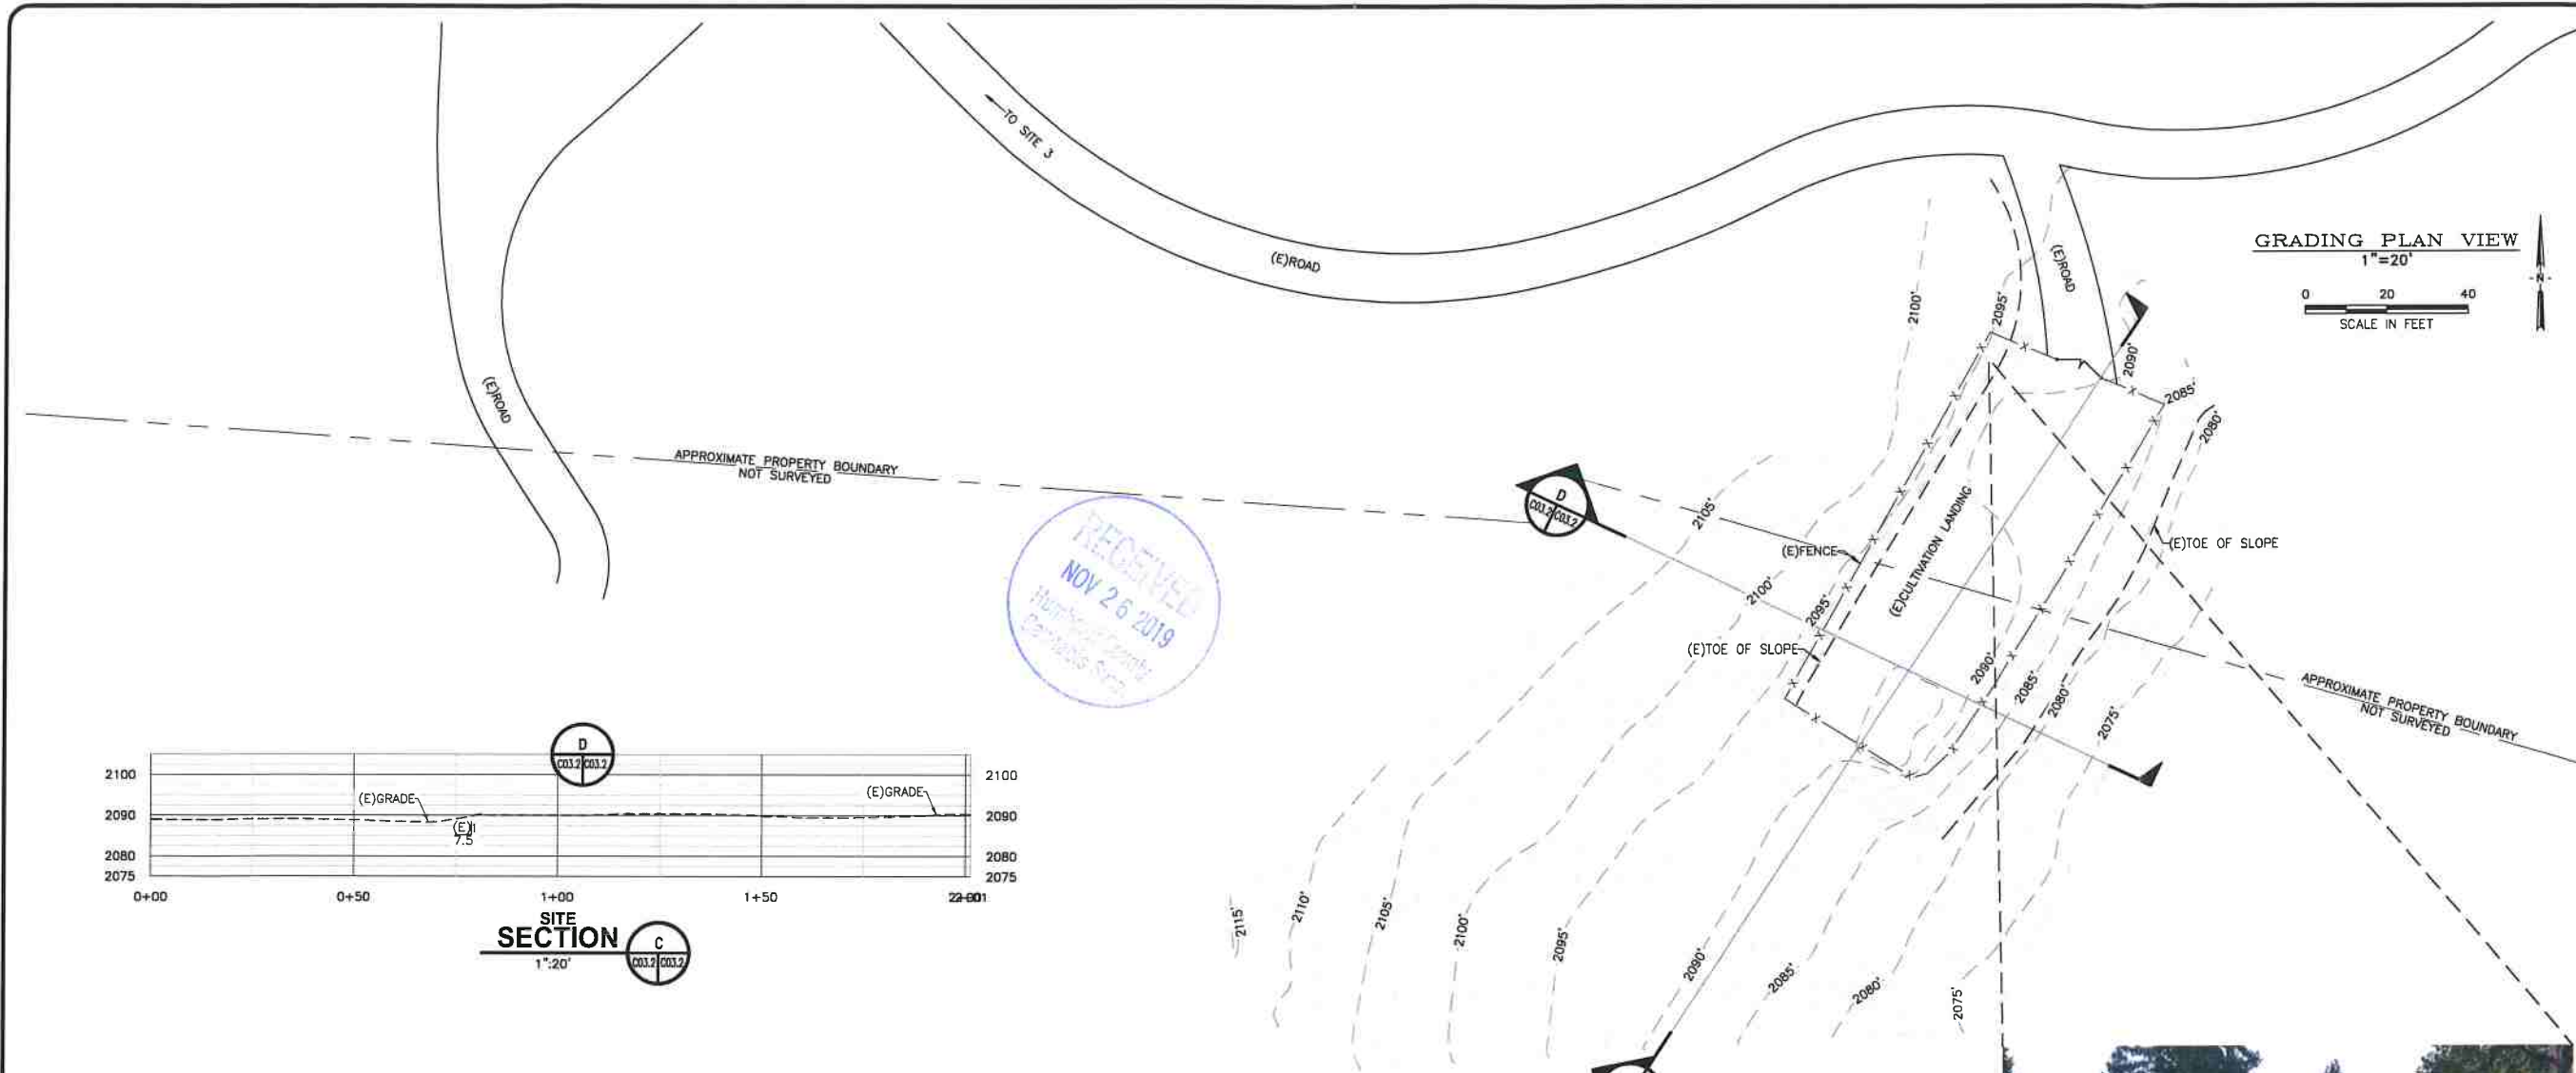 TO SITE 3
(E)ROAD
(E)ROAD
(E)ROAD
GRADING PLAN VIEW
1"=20'
-N-
0 20 40
SCALE IN FEET
APPROXIMATE PROPERTY BOUNDARY
NOT SURVEYED
RECEIVED
NOV 26 2019
Humboldt County
D
C03.2 C03.2
2100'
2095'
2090'
2085'
2080'
2105'
2100'
2095'
(E)FENCE
(E)CULTIVATION LANDING
(E)TOE OF SLOPE
(E)TOE OF SLOPE
2090'
2085'
2080'
2075'
APPROXIMATE PROPERTY BOUNDARY
NOT SURVEYED
2115'
2110'
2105'
2100'
2095'
2090'
2085'
2080'
2075'
D
C03.2 C03.2
2100 2100
(E)GRADE (E)GRADE
2090 2090
(E)1
7.5
2080 2080
2075 2075
0+00 0+50 1+00 1+50
SITE
SECTION
1":20'
C
C03.2 C03.2